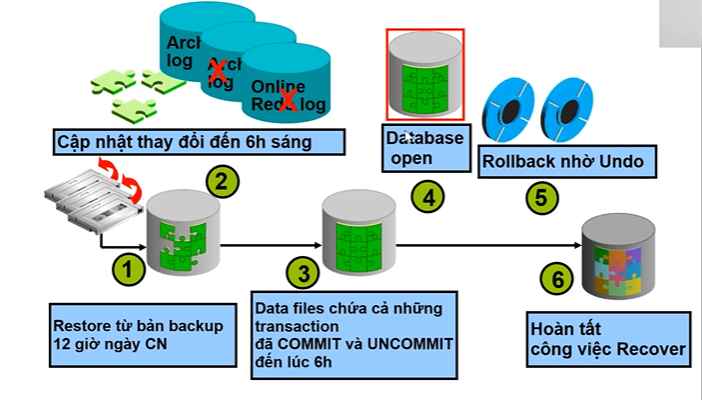 Arch
log
Arch
log
Online
Redo log
Cập nhật thay đổi đến 6h sáng
Database
open
Rollback nhờ Undo
2
4
5
1
3
6
Restore từ bản backup
12 giờ ngày CN
Data files chứa cả những
transaction
đã COMMIT và UNCOMMIT
đến lúc 6h
Hoàn tất
công việc Recover